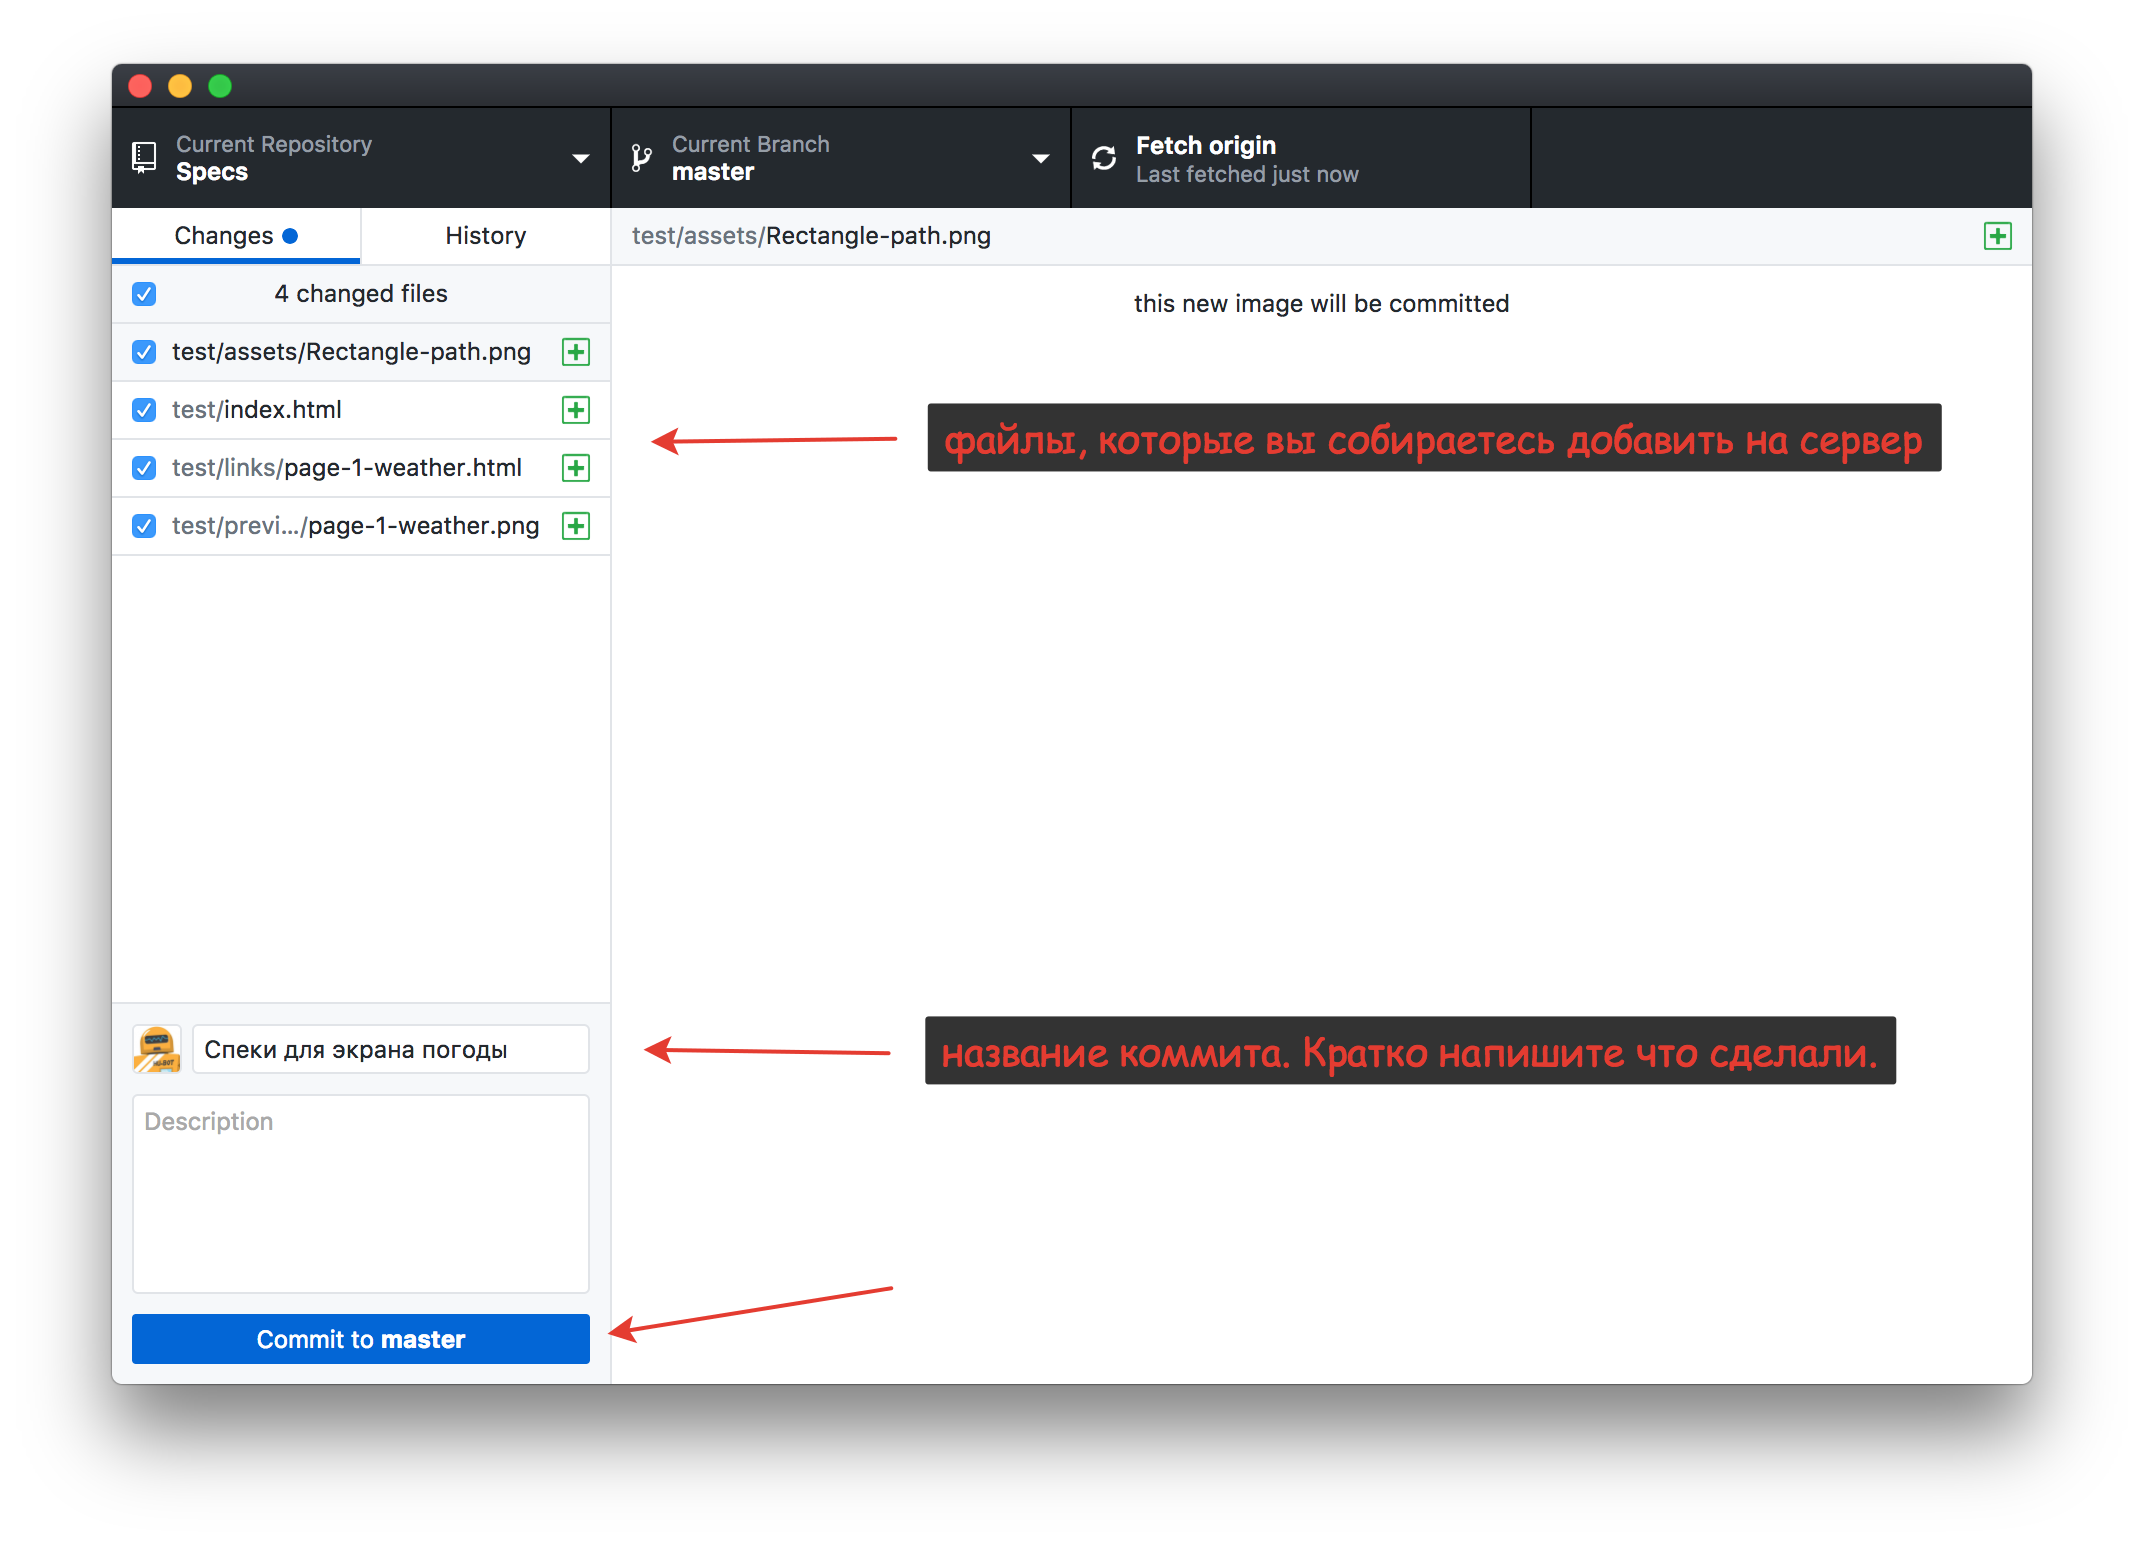 Current Repository
Specs
Current Branch
master
Fetch origin
Last fetched just now
Changes
History
test/assets/Rectangle-path.png
4 changed files
this new image will be committed
test/assets/Rectangle-path.png
test/index.html
файлы, которые вы собираетесь добавить на сервер
test/links/page-1-weather.html
test/previ.../page-1-weather.png
Спеки для экрана погоды
название коммита. Кратко напишите что сделали.
Description
Commit to master